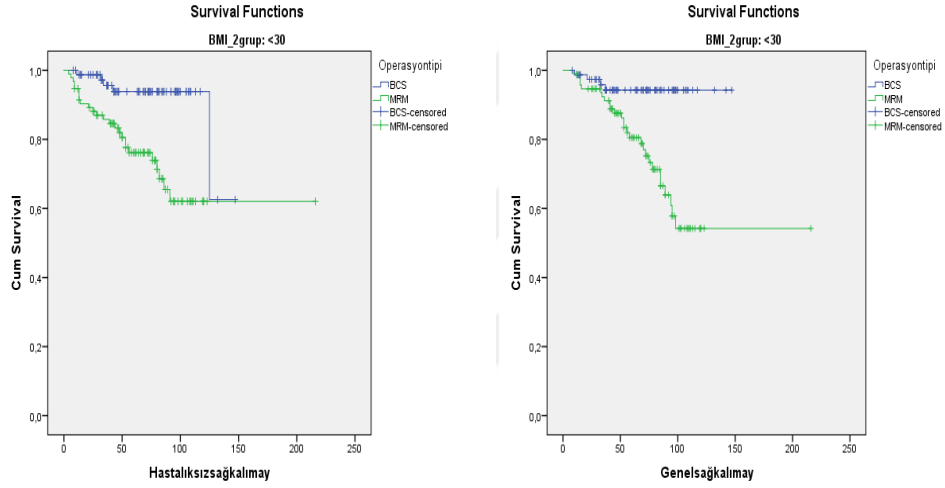 Survival Functions
BMI_2grup: <30
Cum Survival
1,0
0,8
0,6
0,4
0,2
0,0
0 50 100 150 200 250
Hastalıksızsağkalımay
Operasyontipi
BCS
MRM
BCS-censored
MRM-censored
Survival Functions
BMI_2grup: <30
Cum Survival
1,0
0,8
0,6
0,4
0,2
0,0
0 50 100 150 200 250
Genelsağkalımay
Operasyontipi
BCS
MRM
BCS-censored
MRM-censored